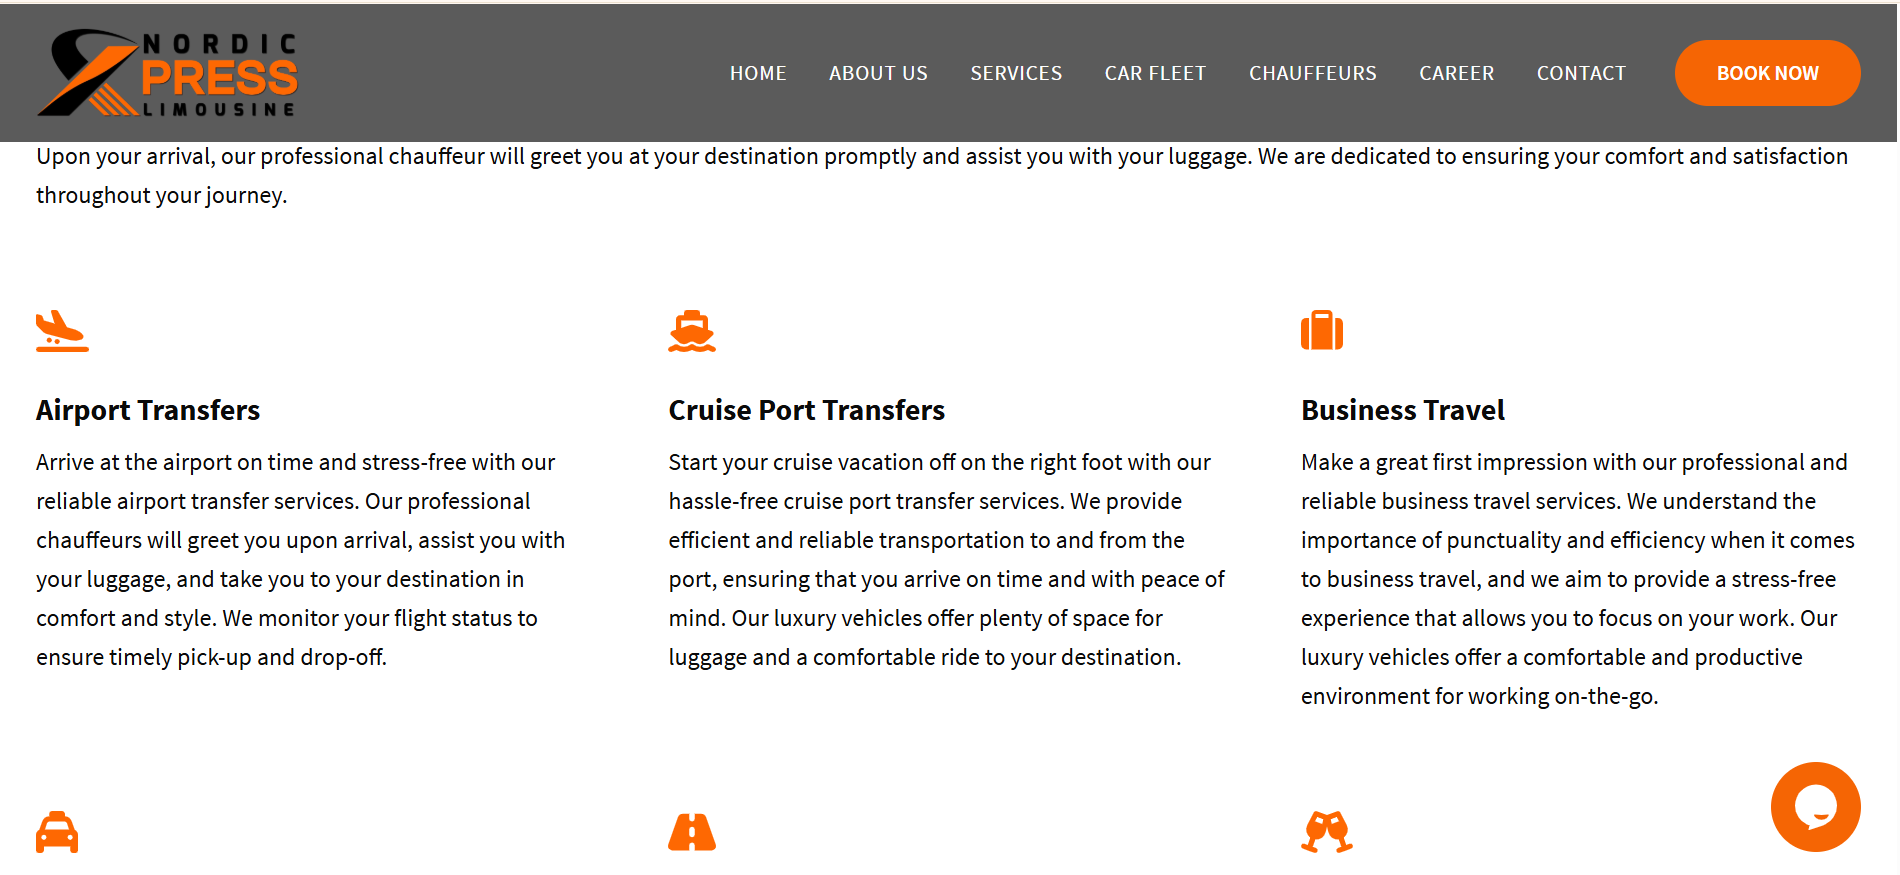 NORDIC
XPRESS
LIMOUSINE
HOME ABOUT US SERVICES CAR FLEET CHAUFFEURS CAREER CONTACT BOOK NOW
Upon your arrival, our professional chauffeur will greet you at your destination promptly and assist you with your luggage. We are dedicated to ensuring your comfort and satisfaction
throughout your journey.
Airport Transfers
Arrive at the airport on time and stress-free with our
reliable airport transfer services. Our professional
chauffeurs will greet you upon arrival, assist you with
your luggage, and take you to your destination in
comfort and style. We monitor your flight status to
ensure timely pick-up and drop-off.
Cruise Port Transfers
Start your cruise vacation off on the right foot with our
hassle-free cruise port transfer services. We provide
efficient and reliable transportation to and from the
port, ensuring that you arrive on time and with peace of
mind. Our luxury vehicles offer plenty of space for
luggage and a comfortable ride to your destination.
Business Travel
Make a great first impression with our professional and
reliable business travel services. We understand the
importance of punctuality and efficiency when it comes
to business travel, and we aim to provide a stress-free
experience that allows you to focus on your work. Our
luxury vehicles offer a comfortable and productive
environment for working on-the-go.